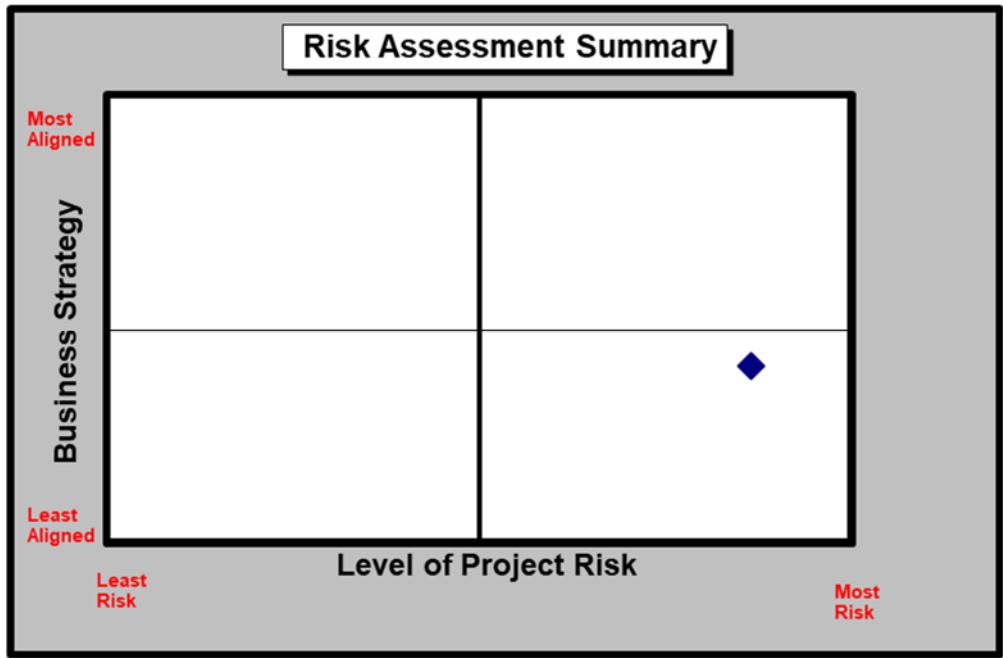 Risk Assessment Summary
Most
Aligned
Business Strategy
Least
Aligned
Level of Project Risk
Least
Risk
Most
Risk